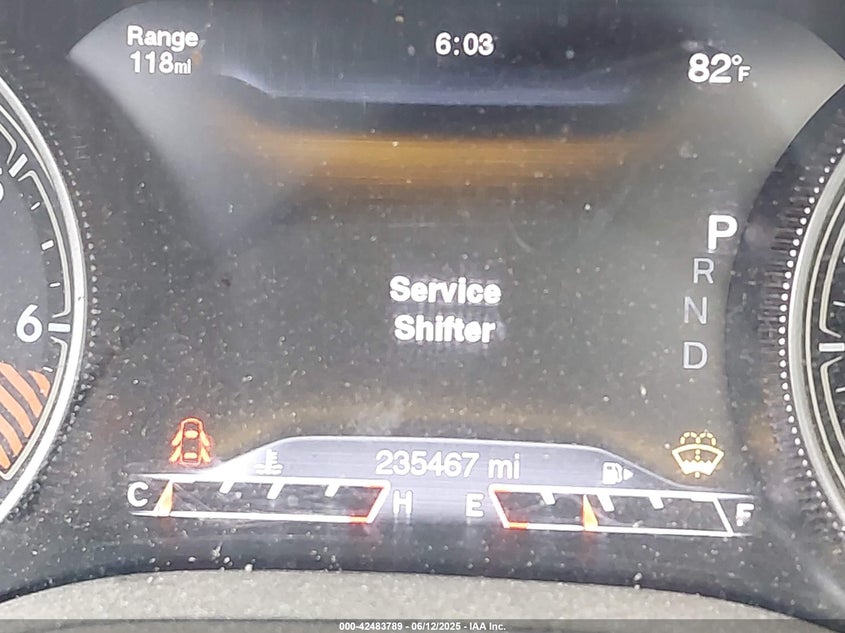 Range
118mi
6:03
82°F
P
R
N
D
Service
Shifter
6
235467 mi
C
H
E
F
000-42483789 - 06/12/2025 - IAA Inc.